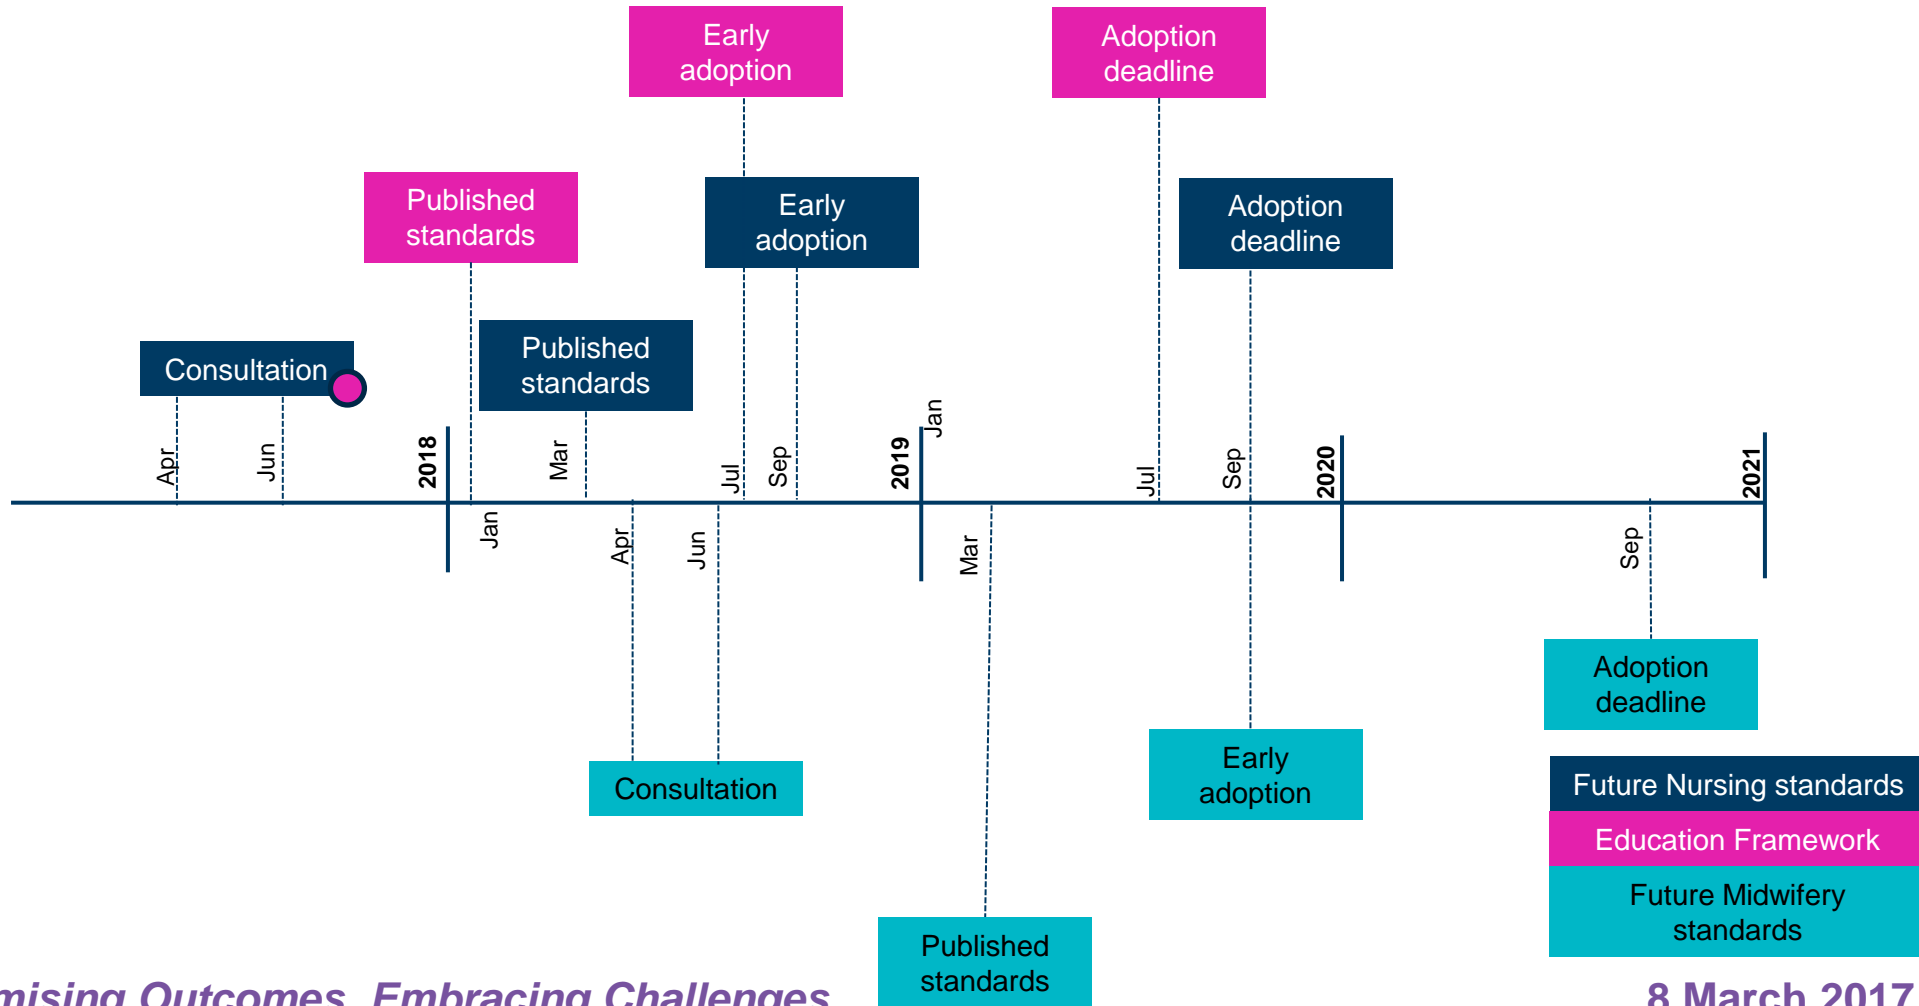 Early
adoption
Adoption
deadline
Published
standards
Early
adoption
Adoption
deadline
Consultation
Published
standards
Apr
Jun
2018
Mar
Jul
Sep
2019
Jan
Jul
Sep
2020
2021
Jan
Apr
Jun
Mar
Sep
Adoption
deadline
Early
adoption
Consultation
Published
standards
Future Nursing standards
Education Framework
Future Midwifery
standards
Outcomes, Embracing Challenges
8 March 2017